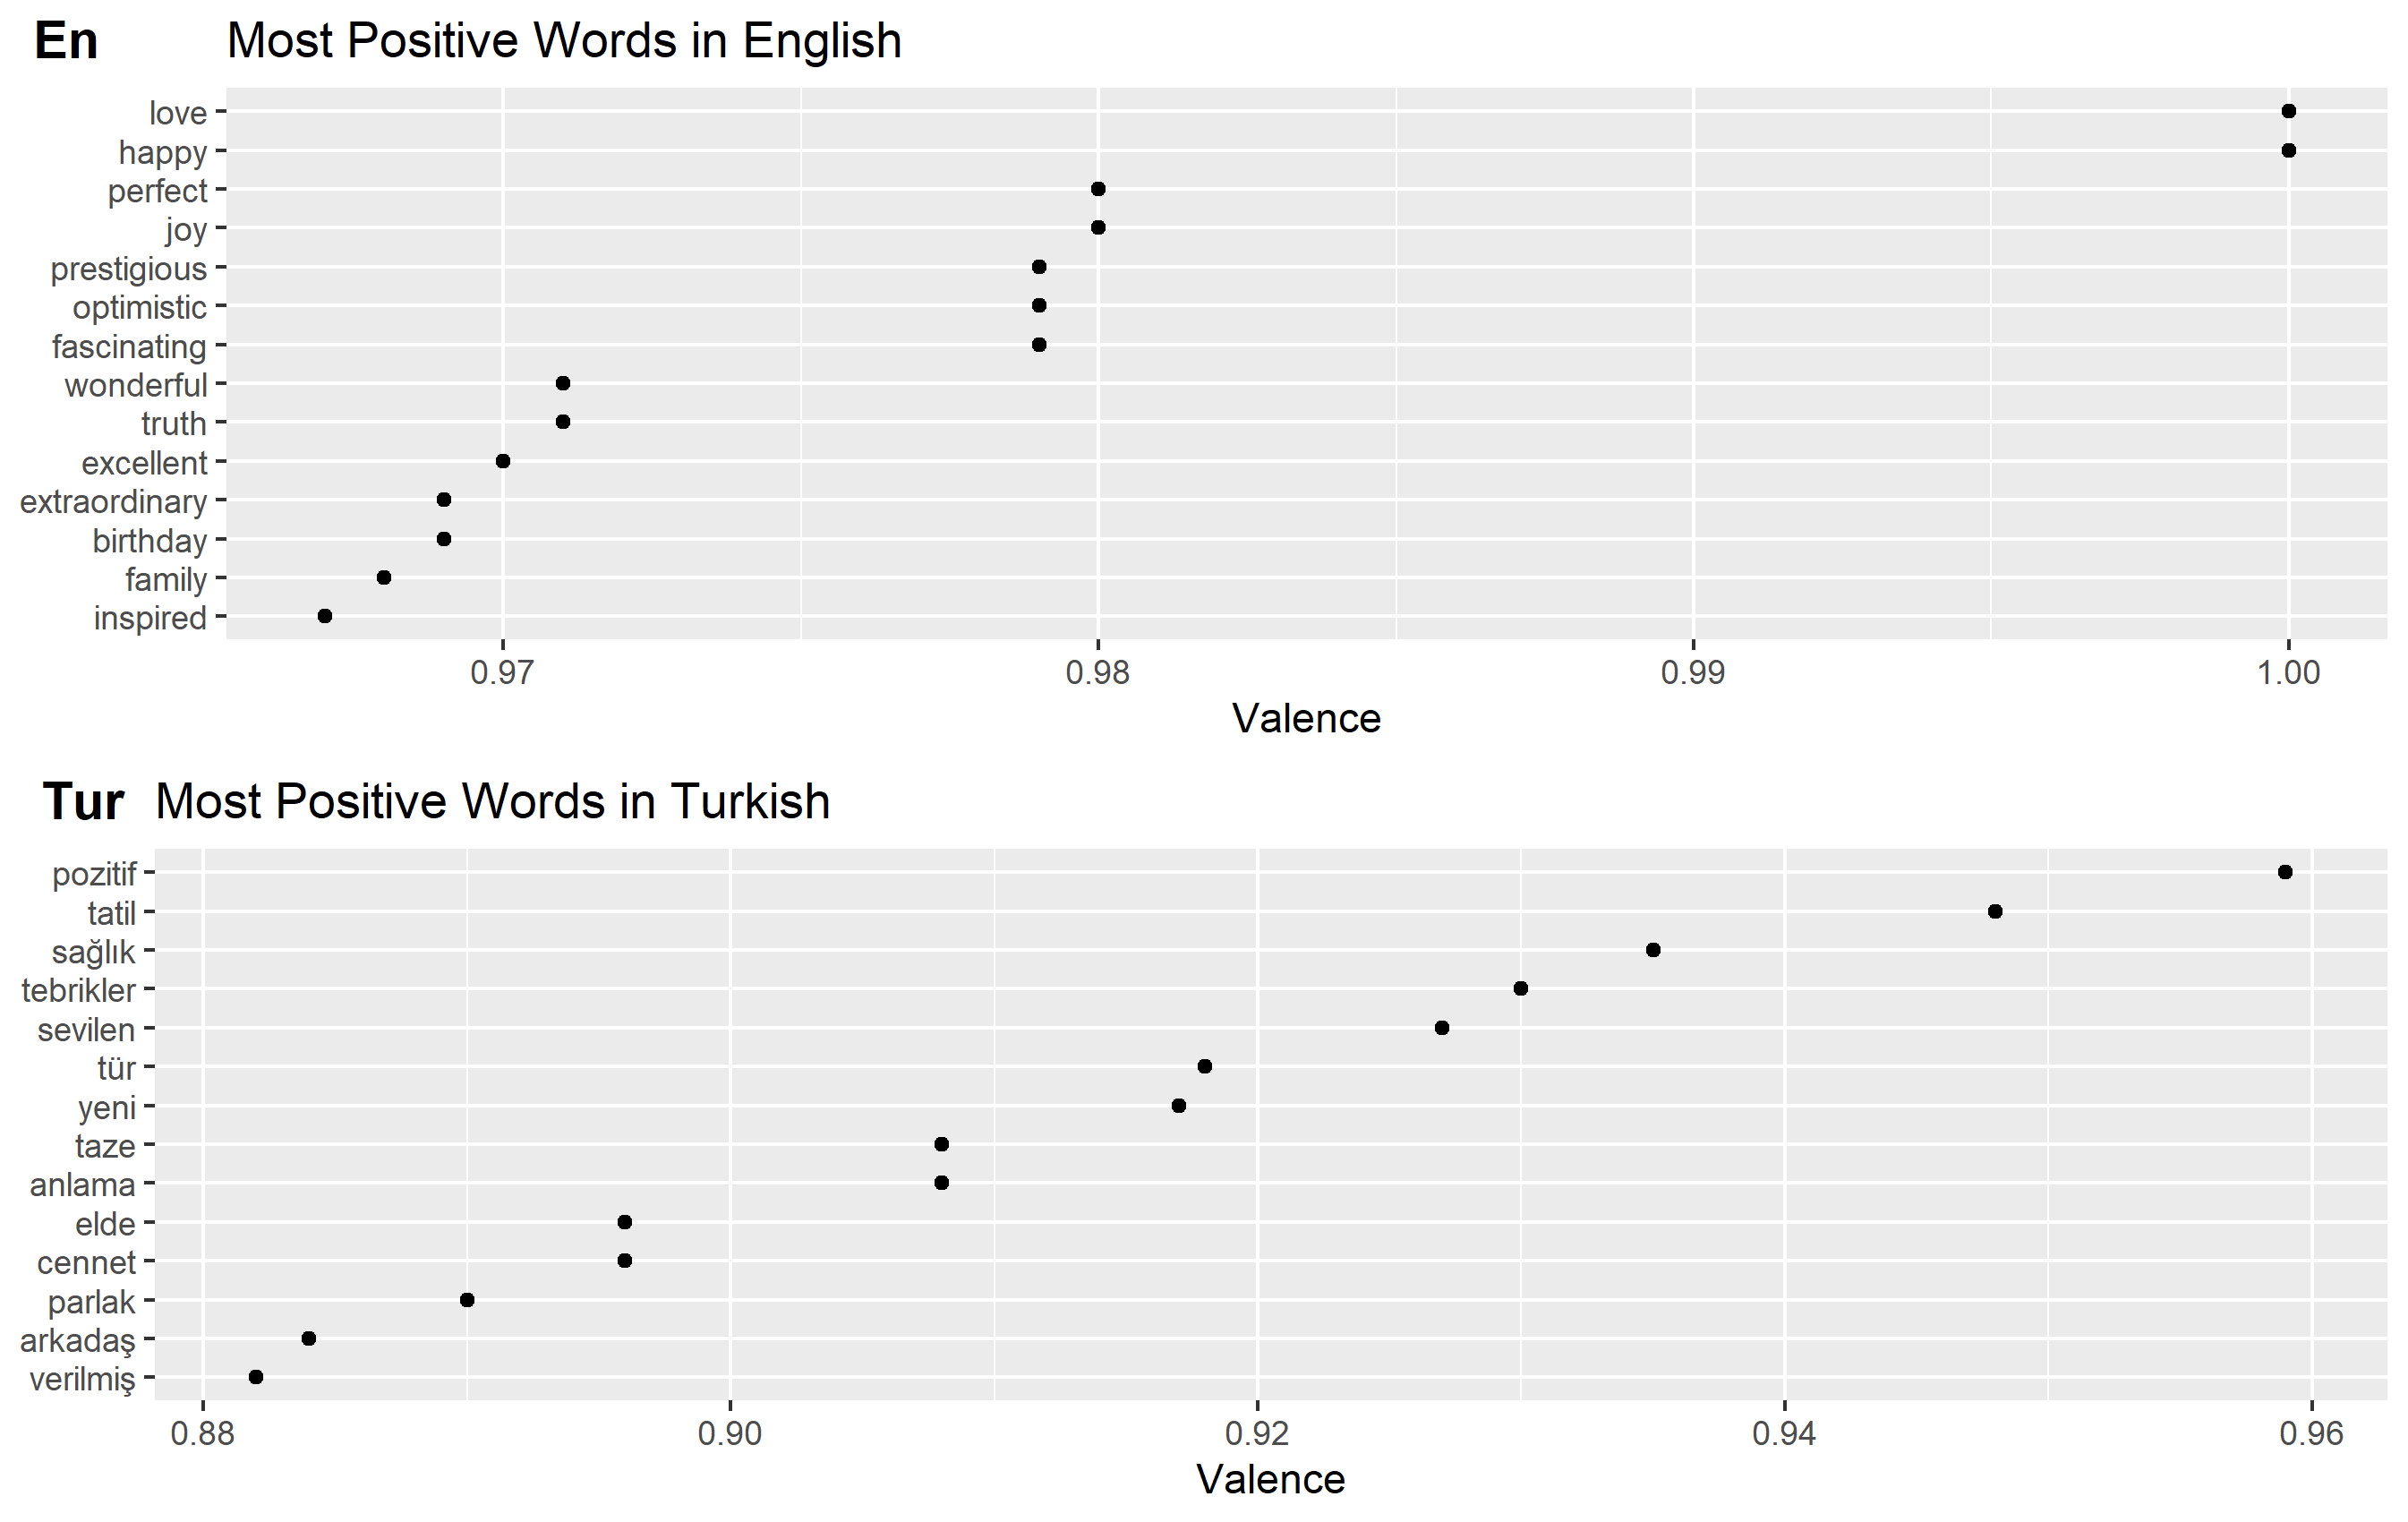 En Most Positive Words in English
love
happy
perfect
joy
prestigious
optimistic
fascinating
wonderful
truth
excellent
extraordinary
birthday
family
inspired
0.97 0.98 0.99 1.00
Valence
Tur Most Positive Words in Turkish
pozitif
tatil
sağlık
tebrikler
sevilen
tür
yeni
taze
anlama
elde
cennet
parlak
arkadaş
verilmiş
0.88 0.90 0.92 0.94 0.96
Valence